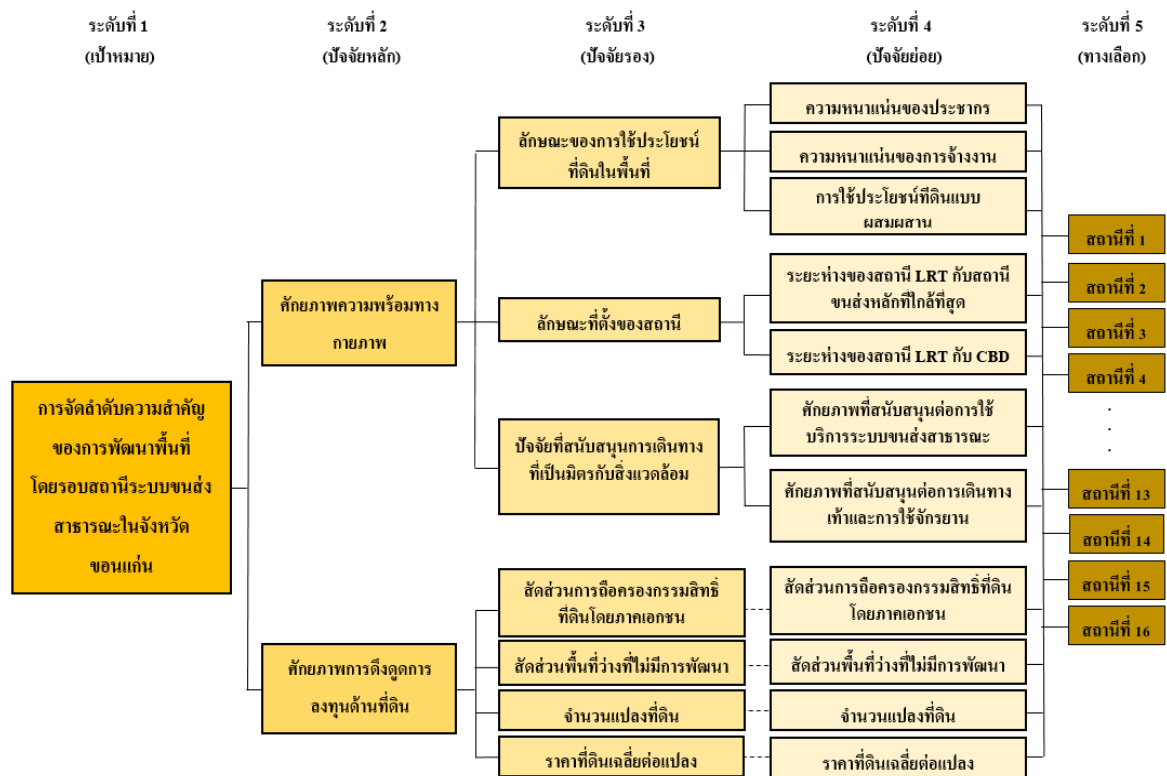 ระดับที่ 1
(เป้าหมาย)
ระดับที่ 2
(ปัจจัยหลัก)
ระดับที่ 3
(ปัจจัยรอง)
ระดับที่ 4
(ปัจจัยย่อย)
ระดับที่ 5
(ทางเลือก)
การจัดลำดับความสำคัญ
ของการพัฒนาพื้นที่
โดยรอบสถานีระบบขนส่ง
สาธารณะในจังหวัด
ขอนแก่น
ศักยภาพความพร้อมทาง
กายภาพ
ศักยภาพการดึงดูดการ
ลงทุนด้านที่ดิน
ลักษณะของการใช้ประโยชน์
ที่ดินในพื้นที่
ลักษณะที่ตั้งของสถานี
ปัจจัยที่สนับสนุนการเดินทาง
ที่เป็นมิตรกับสิ่งแวดล้อม
สัดส่วนการถือครองกรรมสิทธิ์
ที่ดินโดยภาคเอกชน
สัดส่วนพื้นที่ว่างที่ไม่มีการพัฒนา
จำนวนแปลงที่ดิน
ราคาที่ดินเฉลี่ยต่อแปลง
ความหนาแน่นของประชากร
ความหนาแน่นของการจ้างงาน
การใช้ประโยชน์ที่ดินแบบ
ผสมผสาน
ระยะห่างของสถานี LRT กับสถานี
ขนส่งหลักที่ใกล้ที่สุด
ระยะห่างของสถานี LRT กับ CBD
ศักยภาพที่สนับสนุนต่อการใช้
บริการระบบขนส่งสาธารณะ
ศักยภาพที่สนับสนุนต่อการเดินทาง
เท้าและการใช้จักรยาน
สัดส่วนการถือครองกรรมสิทธิ์ที่ดิน
โดยภาคเอกชน
สัดส่วนพื้นที่ว่างที่ไม่มีการพัฒนา
จำนวนแปลงที่ดิน
ราคาที่ดินเฉลี่ยต่อแปลง
สถานีที่ 1
สถานีที่ 2
สถานีที่ 3
สถานีที่ 4
.
.
.
สถานีที่ 13
สถานีที่ 14
สถานีที่ 15
สถานีที่ 16